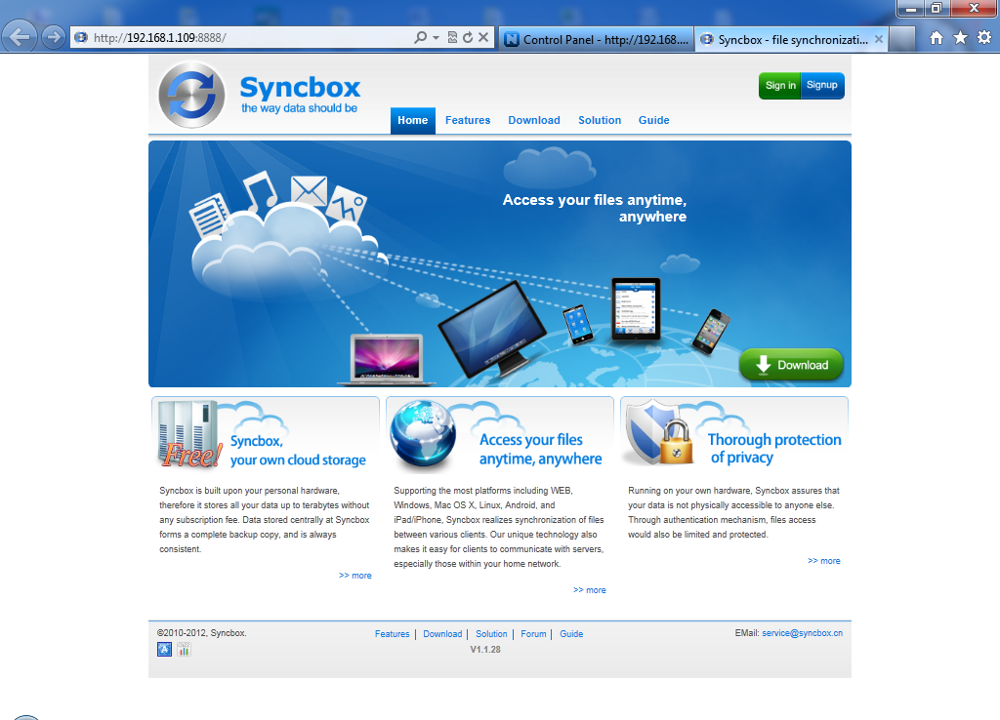 http://192.168.1.109:8888/
Control Panel - http://192.168....
Syncbox - file synchronizati...
Syncbox
the way data should be
Sign in
Signup
Home
Features
Download
Solution
Guide
Access your files anytime,
anywhere
Download
Free!
Syncbox,
your own cloud storage
Syncbox is built upon your personal hardware,
therefore it stores all your data up to terabytes without
any subscription fee. Data stored centrally at Syncbox
forms a complete backup copy, and is always
consistent.
>> more
Access your files
anytime, anywhere
Supporting the most platforms including WEB,
Windows, Mac OS X, Linux, Android, and
iPad/iPhone, Syncbox realizes synchronization of files
between various clients. Our unique technology also
makes it easy for clients to communicate with servers,
especially those within your home network.
>> more
Thorough protection
of privacy
Running on your own hardware, Syncbox assures that
your data is not physically accessible to anyone else.
Through authentication mechanism, files access
would also be limited and protected.
>> more
©2010-2012, Syncbox.
Features | Download | Solution | Forum | Guide
V1.1.28
EMail: service@syncbox.cn